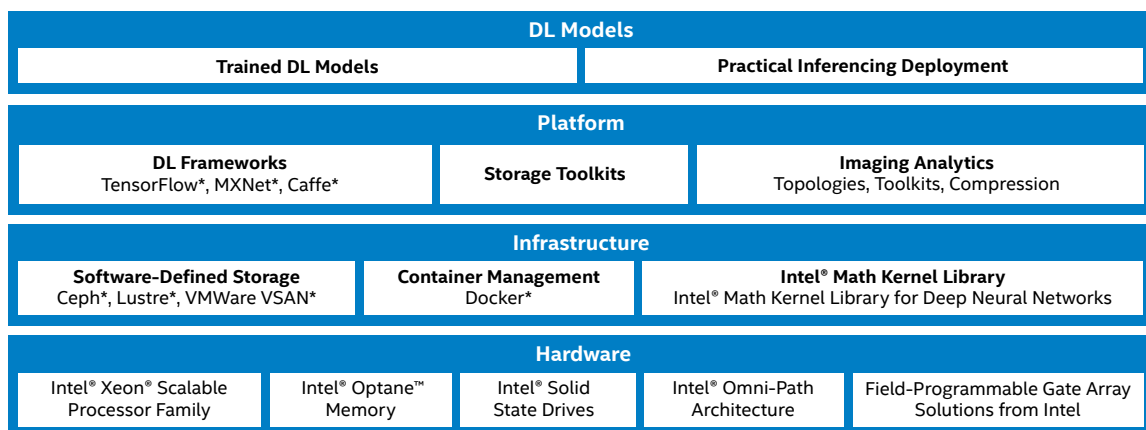 DL Models
Trained DL Models
Practical Inferencing Deployment
Platform
DL Frameworks
TensorFlow*, MXNet*, Caffe*
Storage Toolkits
Imaging Analytics
Topologies, Toolkits, Compression
Infrastructure
Software-Defined Storage
Ceph*, Lustre*, VMWare VSAN*
Container Management
Docker*
Intel® Math Kernel Library
Intel® Math Kernel Library for Deep Neural Networks
Hardware
Intel® Xeon® Scalable
Processor Family
Intel® Optane™
Memory
Intel® Solid
State Drives
Intel® Omni-Path
Architecture
Field-Programmable Gate Array
Solutions from Intel